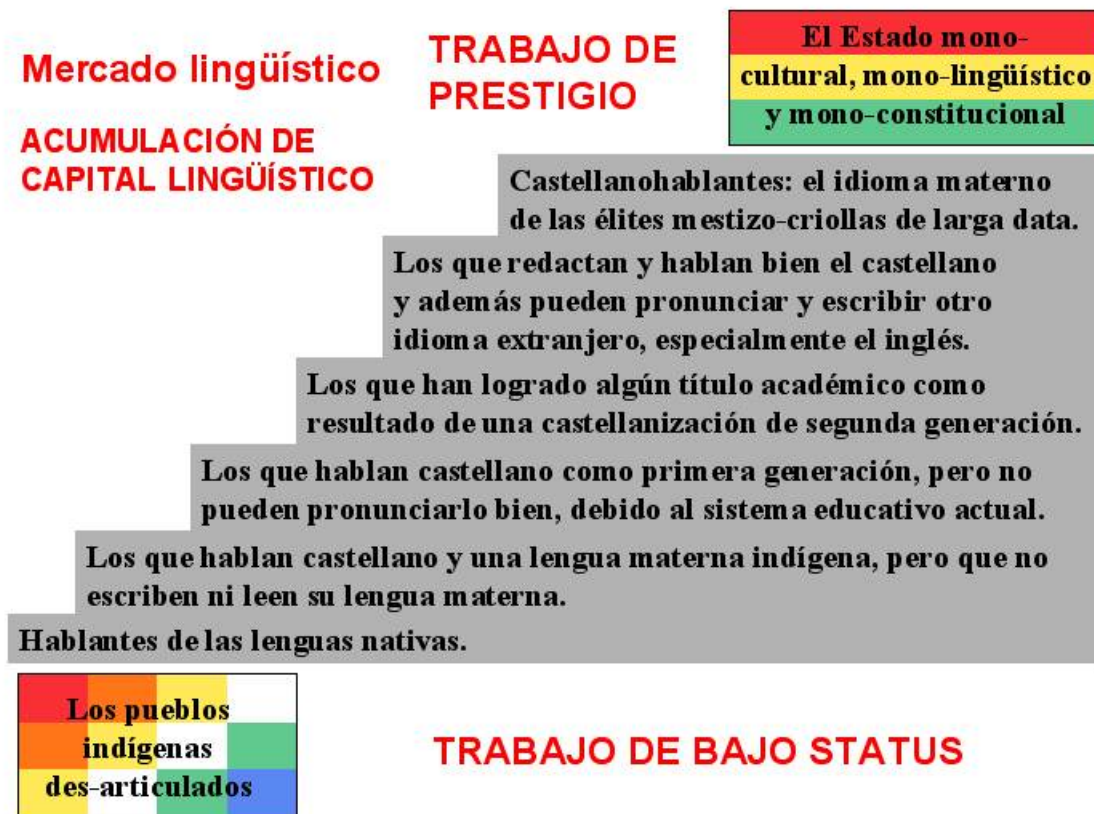 Mercado lingüístico
ACUMULACIÓN DE
CAPITAL LINGÜÍSTICO
TRABAJO DE
PRESTIGIO
El Estado mono-
cultural, mono-lingüístico
y mono-constitucional
Castellanohablantes: el idioma materno
de las élites mestizo-criollas de larga data.
Los que redactan y hablan bien el castellano
y además pueden pronunciar y escribir otro
idioma extranjero, especialmente el inglés.
Los que han logrado algún título académico como
resultado de una castellanización de segunda generación.
Los que hablan castellano como primera generación, pero no
pueden pronunciarlo bien, debido al sistema educativo actual.
Los que hablan castellano y una lengua materna indígena, pero que no
escriben ni leen su lengua materna.
Hablantes de las lenguas nativas.
Los pueblos
indígenas
des-articulados
TRABAJO DE BAJO STATUS